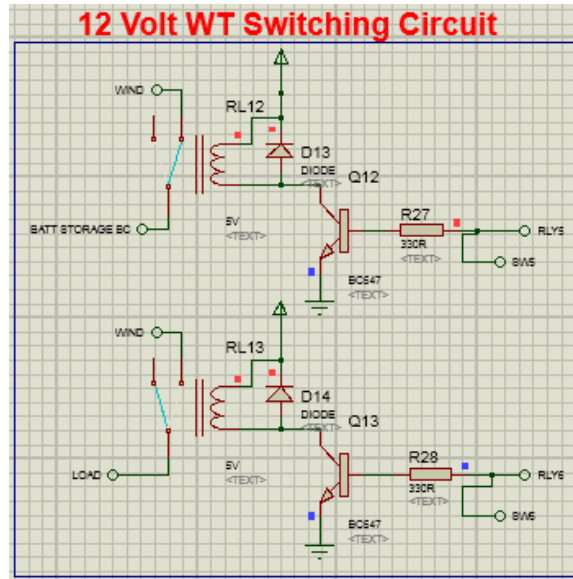 12 Volt WT Switching Circuit
WIND
RL12
D13
DIODE
<TEXT>
Q12
R27
330R
<TEXT>
RLY5
SW5
BATT STORAGE BC
5V
<TEXT>
BC547
<TEXT>
WIND
RL13
D14
DIODE
<TEXT>
Q13
R28
330R
<TEXT>
RLY6
SW5
LOAD
5V
<TEXT>
BC547
<TEXT>